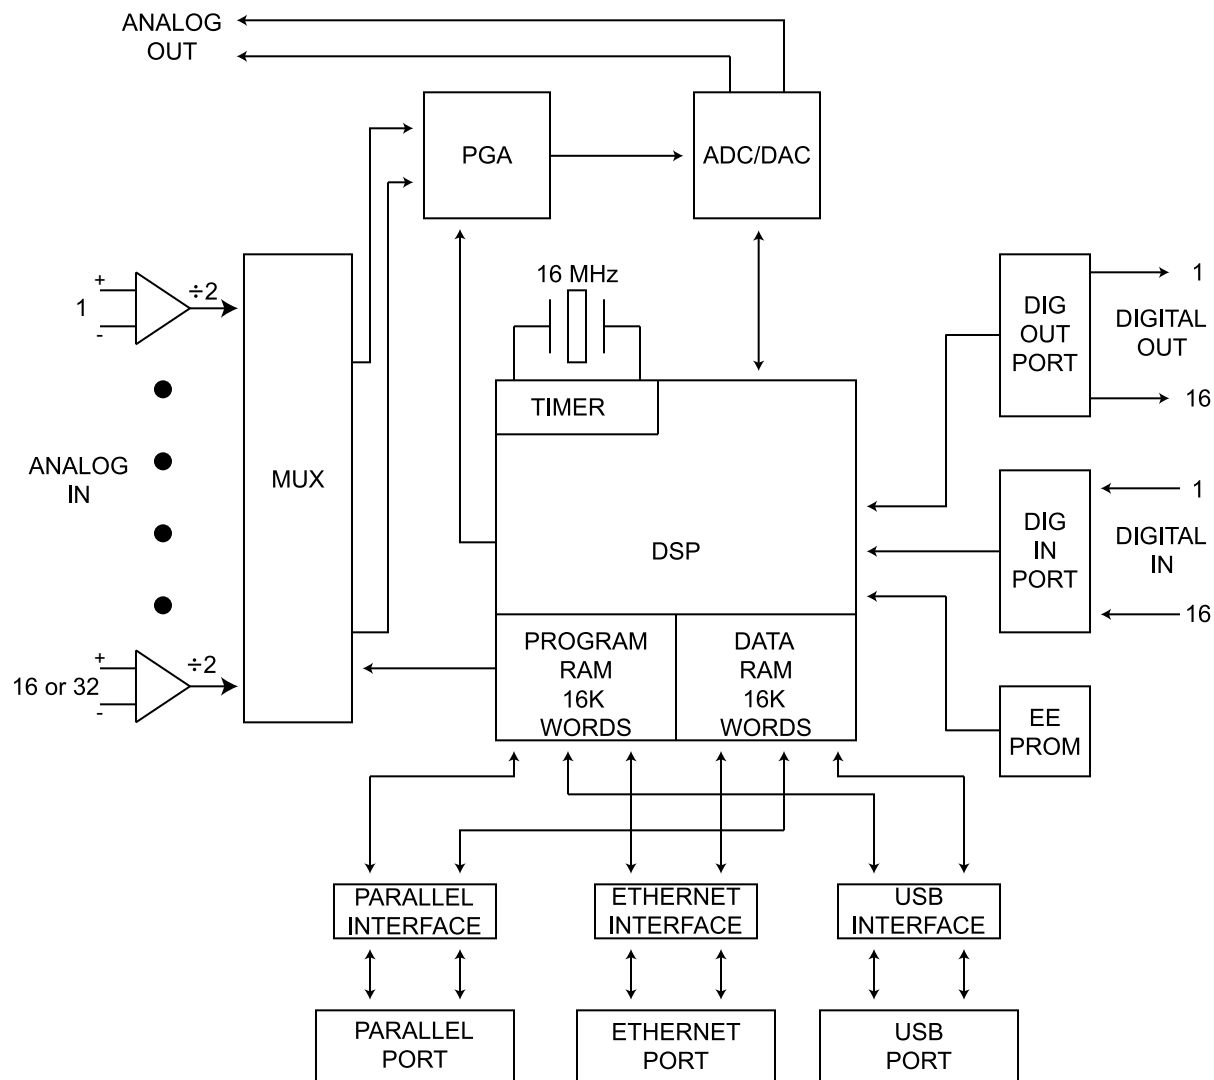 ANALOG
OUT
PGA
ADC/DAC
16 MHz
+
÷2
1
-
TIMER
DIG
OUT
PORT
1
DIGITAL
OUT
16
ANALOG
IN
MUX
DSP
DIG
IN
PORT
1
DIGITAL
IN
16
+
÷2
16 or 32
-
PROGRAM
RAM
16K
WORDS
DATA
RAM
16K
WORDS
EE
PROM
PARALLEL
INTERFACE
ETHERNET
INTERFACE
USB
INTERFACE
PARALLEL
PORT
ETHERNET
PORT
USB
PORT